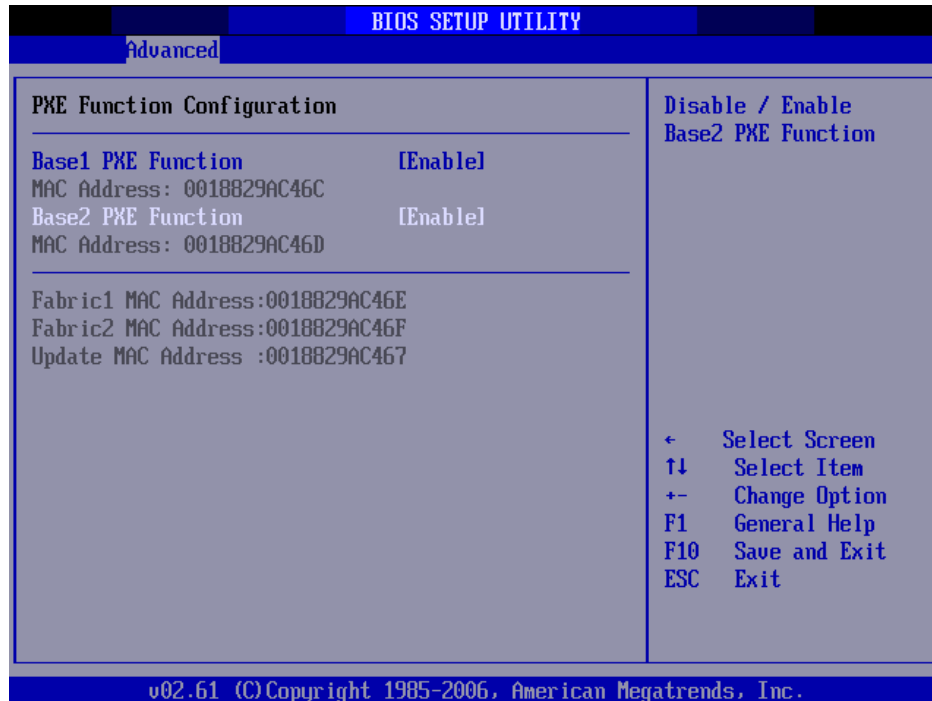 BIOS SETUP UTILITY
Advanced
PXE Function Configuration
Base1 PXE Function [Enable]
MAC Address: 0018829AC46C
Base2 PXE Function [Enable]
MAC Address: 0018829AC46D
Fabric1 MAC Address:0018829AC46E
Fabric2 MAC Address:0018829AC46F
Update MAC Address :0018829AC467
Disable / Enable
Base2 PXE Function
← Select Screen
↑↓ Select Item
+- Change Option
F1 General Help
F10 Save and Exit
ESC Exit
v02.61 (C)Copyright 1985-2006, American Megatrends, Inc.